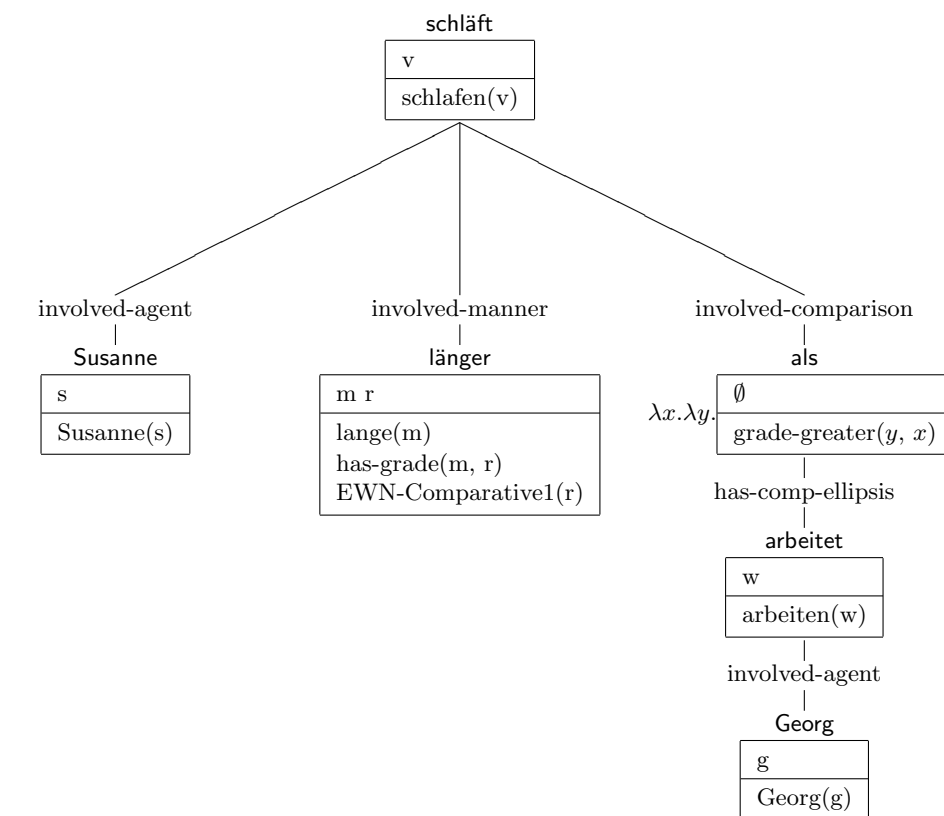 schläft
v
schlafen(v)
involved-agent involved-manner involved-comparison
Susanne länger als
s
Susanne(s)
m r
lange(m)
has-grade(m, r)
EWN-Comparative1(r)
λx.λy.
∅
grade-greater(y, x)
has-comp-ellipsis
arbeitet
w
arbeiten(w)
involved-agent
Georg
g
Georg(g)